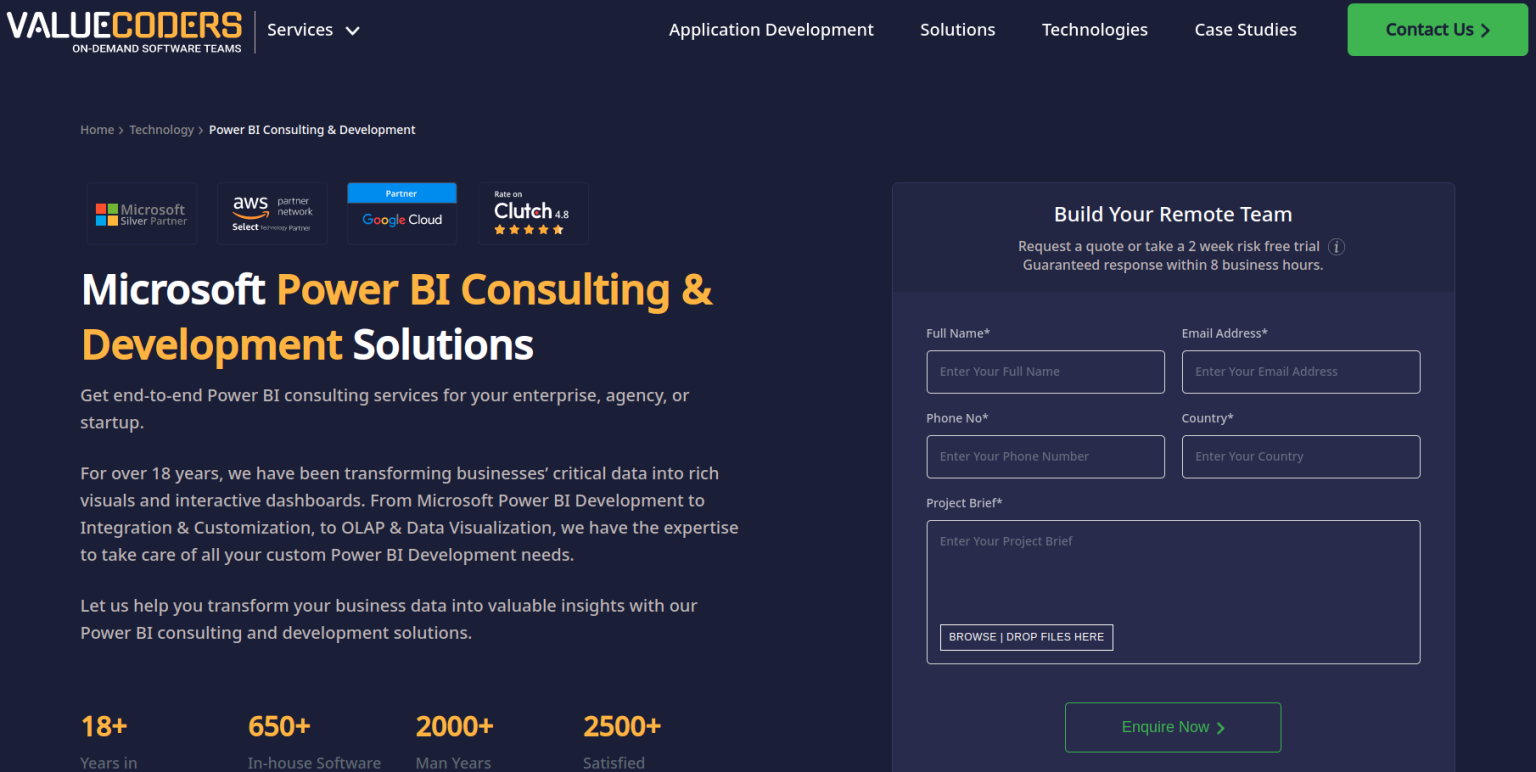 VALUECODERS
ON-DEMAND SOFTWARE TEAMS
Services
Application Development
Solutions
Technologies
Case Studies
Contact Us
Home › Technology › Power BI Consulting & Development
Microsoft
Silver Partner
aws partner
network
Select Technology Partner
Partner
Google Cloud
Rate on
Clutch 4.8
Microsoft Power BI Consulting &
Development Solutions
Get end-to-end Power BI consulting services for your enterprise, agency, or
startup.
For over 18 years, we have been transforming businesses’ critical data into rich
visuals and interactive dashboards. From Microsoft Power BI Development to
Integration & Customization, to OLAP & Data Visualization, we have the expertise
to take care of all your custom Power BI Development needs.
Let us help you transform your business data into valuable insights with our
Power BI consulting and development solutions.
18+
Years in
650+
In-house Software
2000+
Man Years
2500+
Satisfied
Build Your Remote Team
Request a quote or take a 2 week risk free trial i
Guaranteed response within 8 business hours.
Full Name*
Enter Your Full Name
Email Address*
Enter Your Email Address
Phone No*
Enter Your Phone Number
Country*
Enter Your Country
Project Brief*
Enter Your Project Brief
BROWSE | DROP FILES HERE
Enquire Now